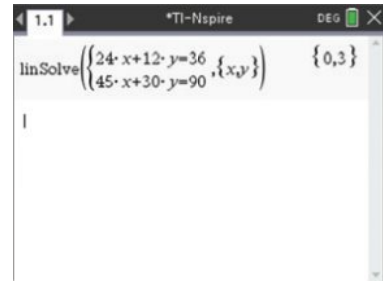 1.1 *TI-Nspire DEG
linSolve({24·x+12·y=36 ,{x,y}) {0,3}
45·x+30·y=90